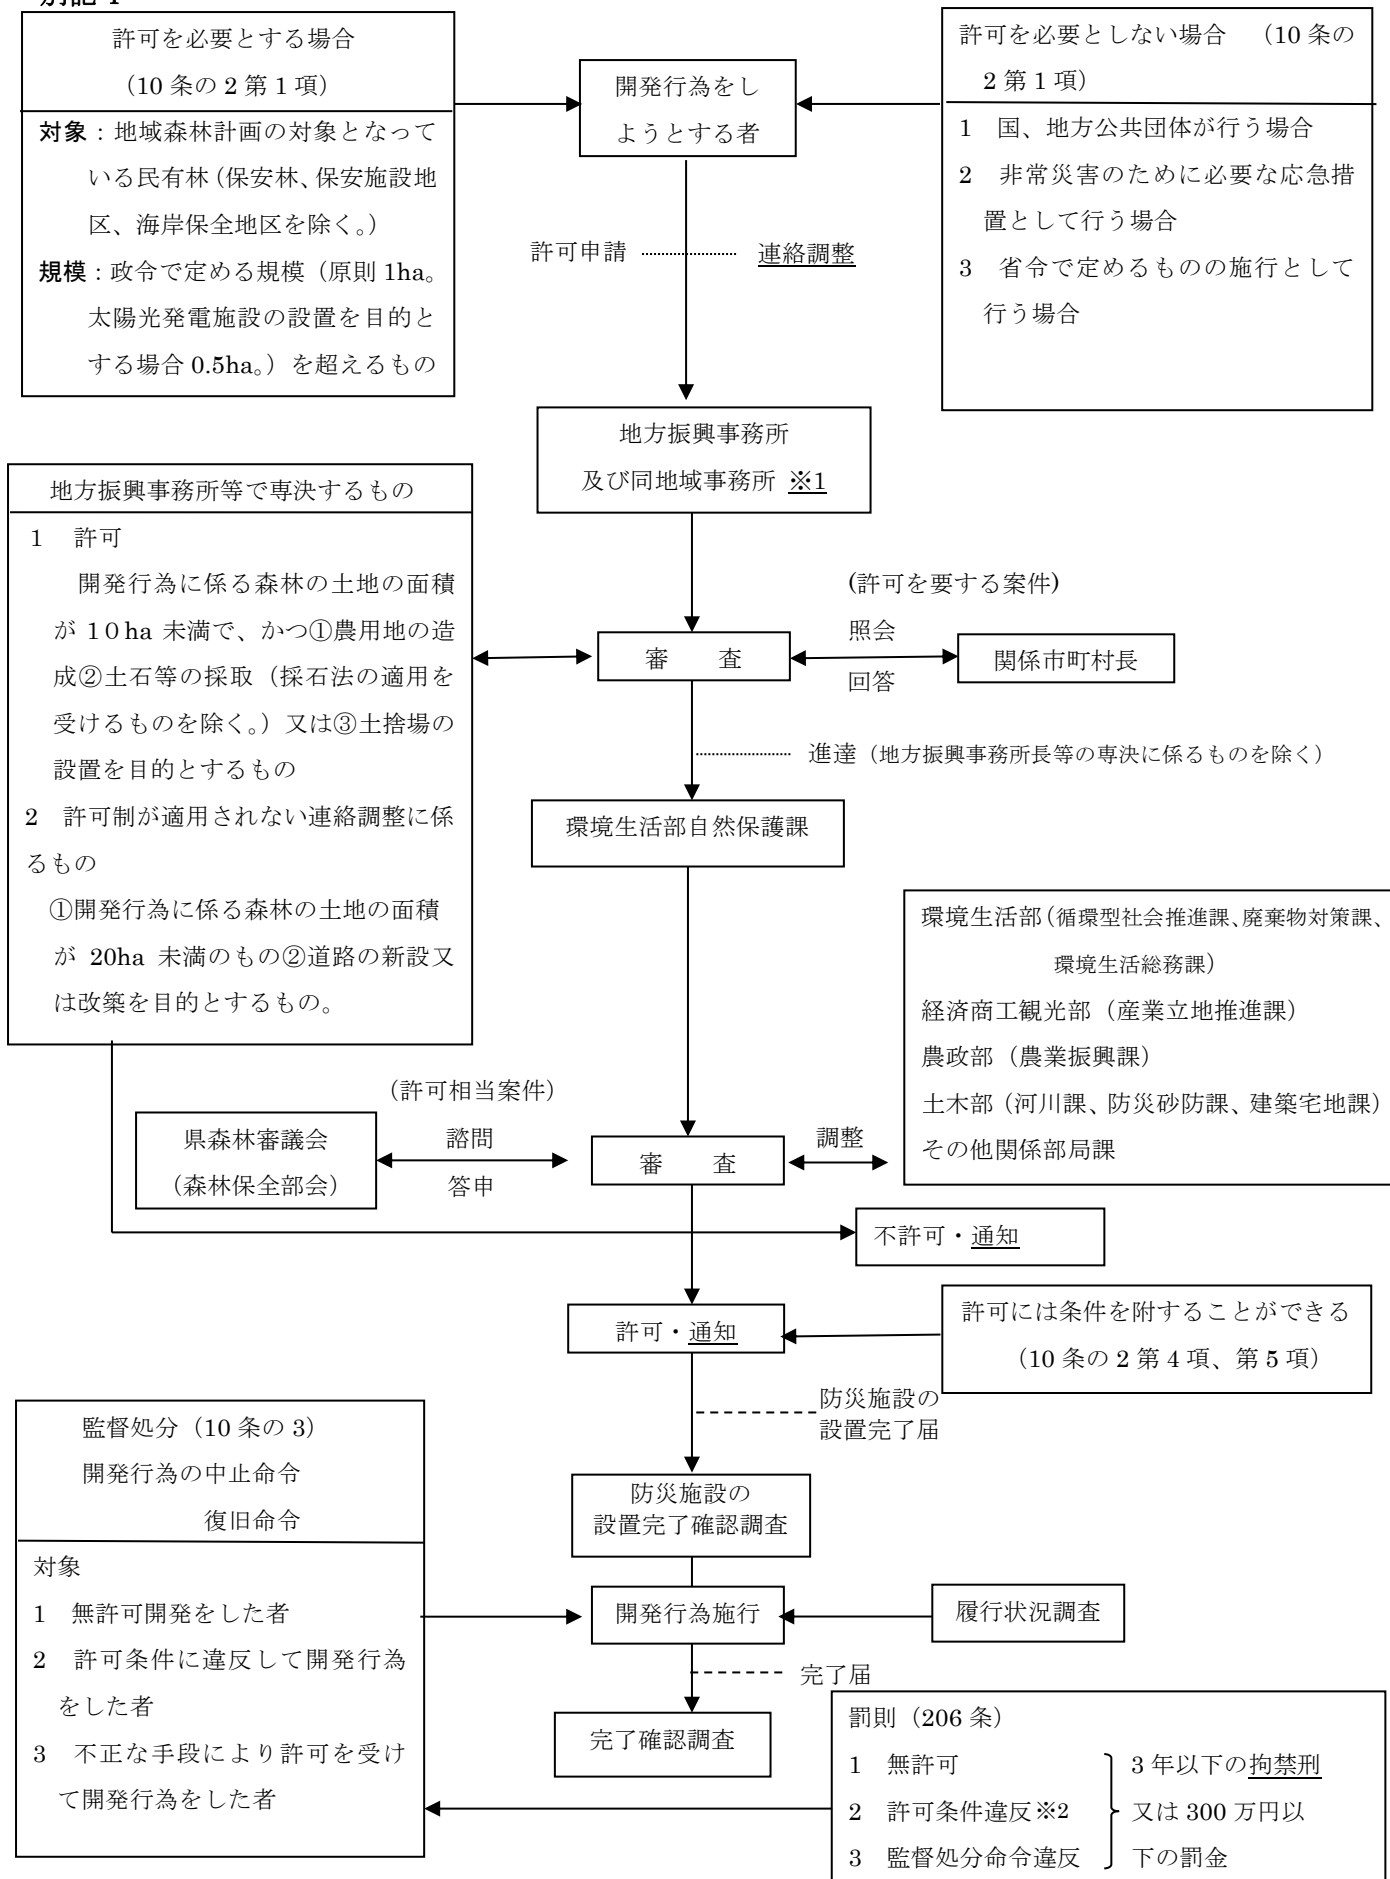 許可を必要とする場合
（10 条の 2 第 1 項）
対象：地域森林計画の対象となって
いる民有林（保安林、保安施設地
区、海岸保全地区を除く。）
規模：政令で定める規模（原則 1ha。
太陽光発電施設の設置を目的と
する場合 0.5ha。）を超えるもの
開発行為をし
ようとする者
許可を必要としない場合　（10 条の
2 第 1 項）
1　国、地方公共団体が行う場合
2　非常災害のために必要な応急措
置として行う場合
3　省令で定めるものの施行として
行う場合
許可申請　連絡調整
地方振興事務所
及び同地域事務所 ※1
地方振興事務所等で専決するもの
1　許可
開発行為に係る森林の土地の面積
が １０ha 未満で、かつ①農用地の造
成②土石等の採取（採石法の適用を
受けるものを除く。）又は③土捨場の
設置を目的とするもの
2　許可制が適用されない連絡調整に係
るもの
①開発行為に係る森林の土地の面積
が 20ha 未満のもの②道路の新設又
は改築を目的とするもの。
(許可を要する案件)
照会
審　　査
関係市町村長
回答
進達（地方振興事務所長等の専決に係るものを除く）
環境生活部自然保護課
環境生活部（循環型社会推進課、廃棄物対策課、
環境生活総務課）
経済商工観光部（産業立地推進課）
農政部（農業振興課）
土木部（河川課、防災砂防課、建築宅地課）
その他関係部局課
(許可相当案件)
県森林審議会
（森林保全部会）
諮問
答申
審　　査
調整
不許可・通知
許可・通知
許可には条件を附することができる
（10 条の 2 第 4 項、第 5 項）
防災施設の
設置完了届
防災施設の
設置完了確認調査
監督処分（10 条の 3）
開発行為の中止命令
復旧命令
対象
1　無許可開発をした者
2　許可条件に違反して開発行為
をした者
3　不正な手段により許可を受け
て開発行為をした者
開発行為施行
履行状況調査
完了届
完了確認調査
罰則（206 条）
1　無許可　3 年以下の拘禁刑
2　許可条件違反※2　又は 300 万円以
3　監督処分命令違反　下の罰金